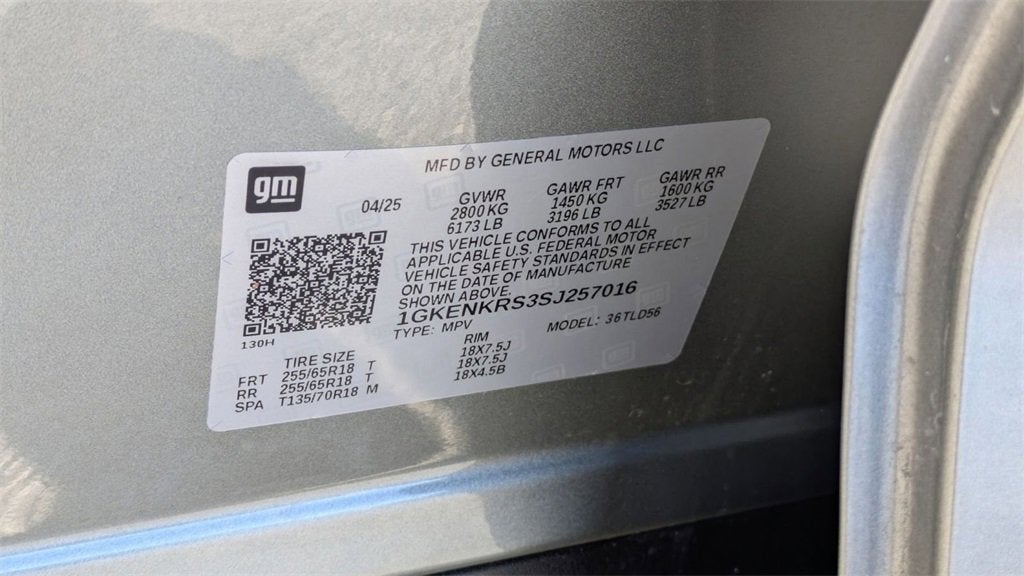 gm
MFD BY GENERAL MOTORS LLC
04/25
GVWR
2800 KG
6173 LB
GAWR FRT
1450 KG
3196 LB
GAWR RR
1600 KG
3527 LB
THIS VEHICLE CONFORMS TO ALL
APPLICABLE U.S. FEDERAL MOTOR
VEHICLE SAFETY STANDARDS IN EFFECT
ON THE DATE OF MANUFACTURE
SHOWN ABOVE.
1GKENKRS3SJ257016
TYPE: MPV MODEL: 36TLD56
130H
TIRE SIZE RIM
FRT 255/65R18 T 18X7.5J
RR 255/65R18 T 18X7.5J
SPA T135/70R18 M 18X4.5B